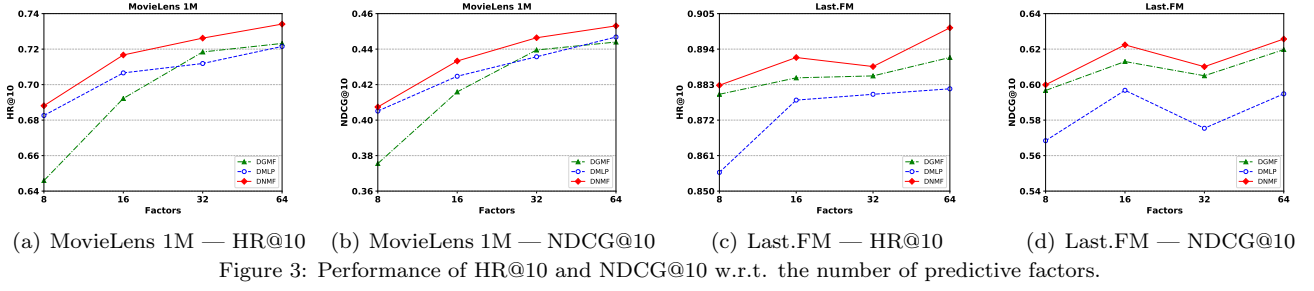 MovieLens 1M
0.74
0.72
0.70
0.68
0.66
0.64
HR@10
8
16
32
64
Factors
DGMF
DMLP
DNMF
MovieLens 1M
0.46
0.44
0.42
0.40
0.38
0.36
NDCG@10
8
16
32
64
Factors
DGMF
DMLP
DNMF
Last.FM
0.905
0.894
0.883
0.872
0.861
0.850
HR@10
8
16
32
64
Factors
DGMF
DMLP
DNMF
Last.FM
0.64
0.62
0.60
0.58
0.56
0.54
NDCG@10
8
16
32
64
Factors
DGMF
DMLP
DNMF
(a) MovieLens 1M — HR@10
(b) MovieLens 1M — NDCG@10
(c) Last.FM — HR@10
(d) Last.FM — NDCG@10
Figure 3: Performance of HR@10 and NDCG@10 w.r.t. the number of predictive factors.